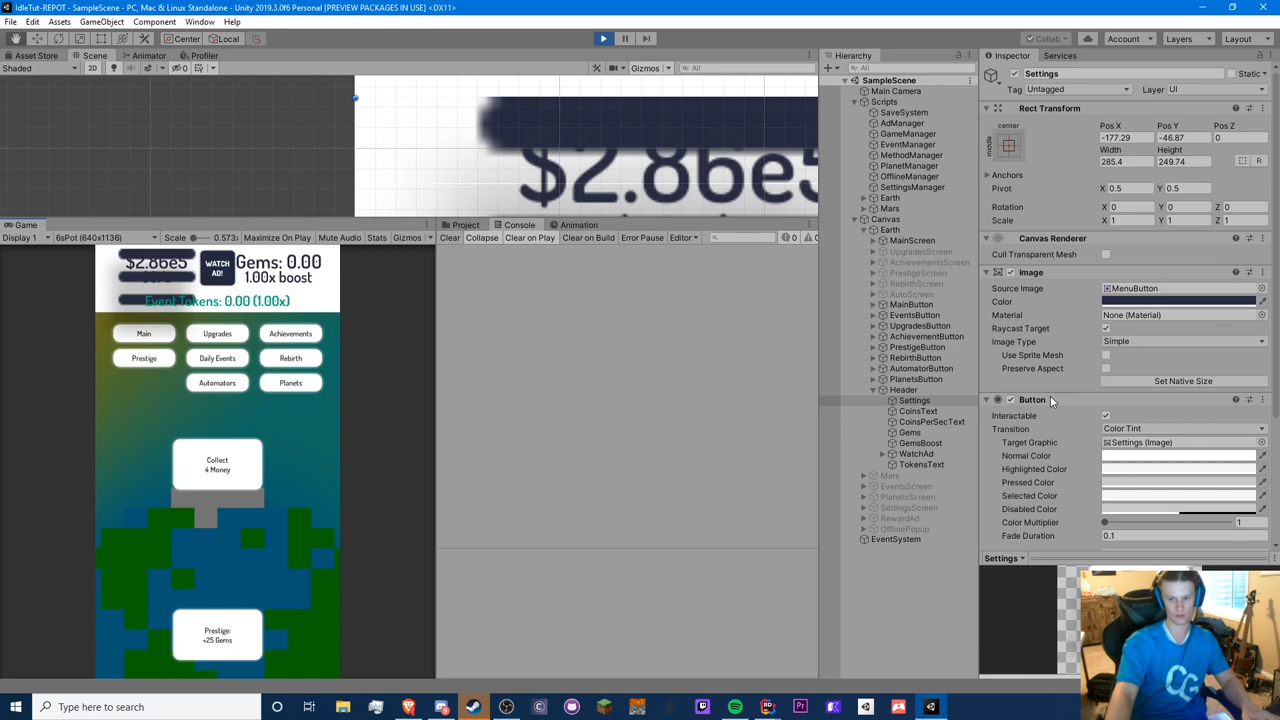 IdleTut-REPOT - SampleScene - PC, Mac & Linux Standalone - Unity 2019.3.0f6 Personal [PREVIEW PACKAGES IN USE] <DX11>
File Edit Assets GameObject Component Window Help
Center Local Collab Account Layers Layout
Asset Store Scene Animator Profiler
Shaded 2D 0 Gizmos All
$2.86e5
Game
Display 1 6Spot (640x1136) Scale 0.573 Maximize On Play Mute Audio Stats Gizmos
$2.86e5
WATCH
AD!
Gems: 0.00
1.00x boost
Event Tokens: 0.00 (1.00x)
Main Upgrades Achievements
Prestige Daily Events Rebirth
Automators Planets
Collect
4 Money
Prestige:
+25 Gems
Project Console Animation
Clear Collapse Clear on Play Clear on Build Error Pause Editor 0
Hierarchy
All
SampleScene
Main Camera
Scripts
SaveSystem
AdManager
GameManager
EventManager
MethodManager
PlanetManager
OfflineManager
SettingsManager
Earth
Mars
Canvas
Earth
MainScreen
UpgradesScreen
AchievementsScreen
PrestigeScreen
RebirthScreen
AutoScreen
MainButton
EventsButton
UpgradesButton
AchievementButton
PrestigeButton
RebirthButton
AutomatorButton
PlanetsButton
Header
Settings
CoinsText
CoinsPerSecText
Gems
GemsBoost
WatchAd
TokensText
Mars
EventsScreen
PlanetsScreen
SettingsScreen
RewardAd
OfflinePopup
EventSystem
Inspector Services
Settings Static
Tag Untagged Layer UI
Rect Transform
center Pos X Pos Y Pos Z
middle -177.29 -46.87 0
Width Height
285.4 249.74 R
Anchors
Pivot X 0.5 Y 0.5
Rotation X 0 Y 0 Z 0
Scale X 1 Y 1 Z 1
Canvas Renderer
Cull Transparent Mesh
Image
Source Image MenuButton
Color
Material None (Material)
Raycast Target
Image Type Simple
Use Sprite Mesh
Preserve Aspect
Set Native Size
Button
Interactable
Transition Color Tint
Target Graphic Settings (Image)
Normal Color
Highlighted Color
Pressed Color
Selected Color
Disabled Color
Color Multiplier 1
Fade Duration 0.1
Settings
Type here to search